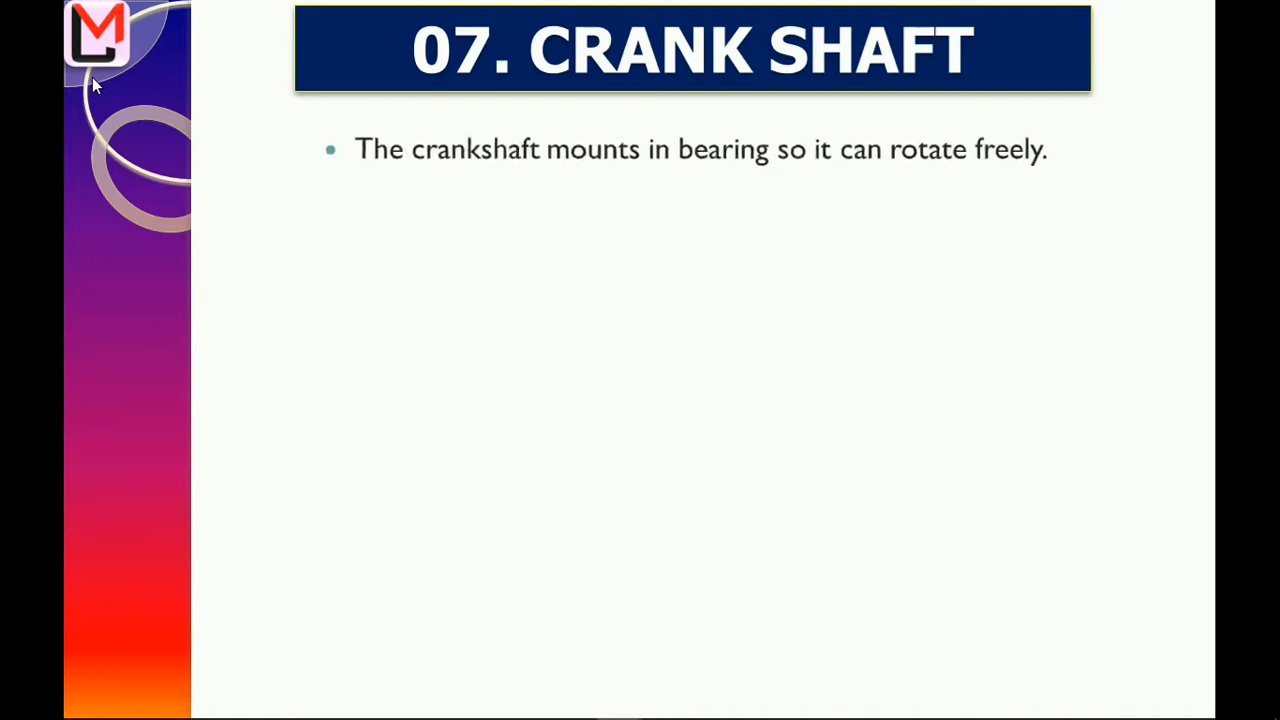 07. CRANK SHAFT
• The crankshaft mounts in bearing so it can rotate freely.